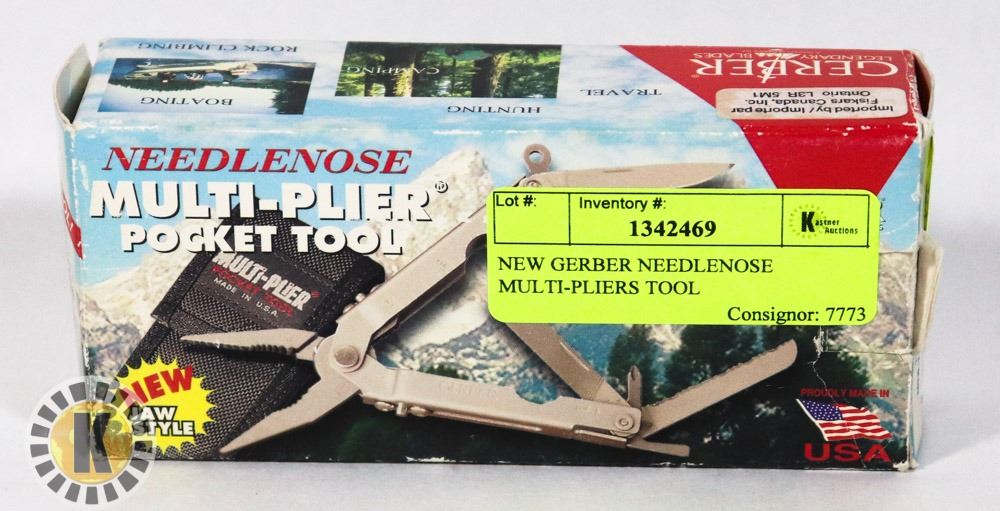 ROCK CLIMBING
BOATING
CAMPING
HUNTING
TRAVEL
LEGENDARY BLADES
GERBER
Imported by / Importe par
Fiskars Canada, Inc.
Ontario L3R 5M1
NEEDLENOSE
MULTI-PLIER®
POCKET TOOL
MULTI-PLIER
POCKET TOOL
MADE IN U.S.A.
NEW
JAW
STYLE
Lot #:
Inventory #:
1342469
Kastner
Auctions
NEW GERBER NEEDLENOSE
MULTI-PLIERS TOOL
Consignor: 7773
PROUDLY MADE IN
USA
K